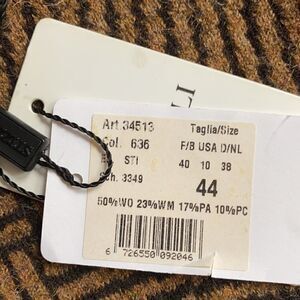 LI
Art.34513 Taglia/Size
Col. 636 F/B USA D/NL
STI 40 10 38
Sch. 3349 44
50%WO 23%WM 17%PA 10%PC
6 726550 092046